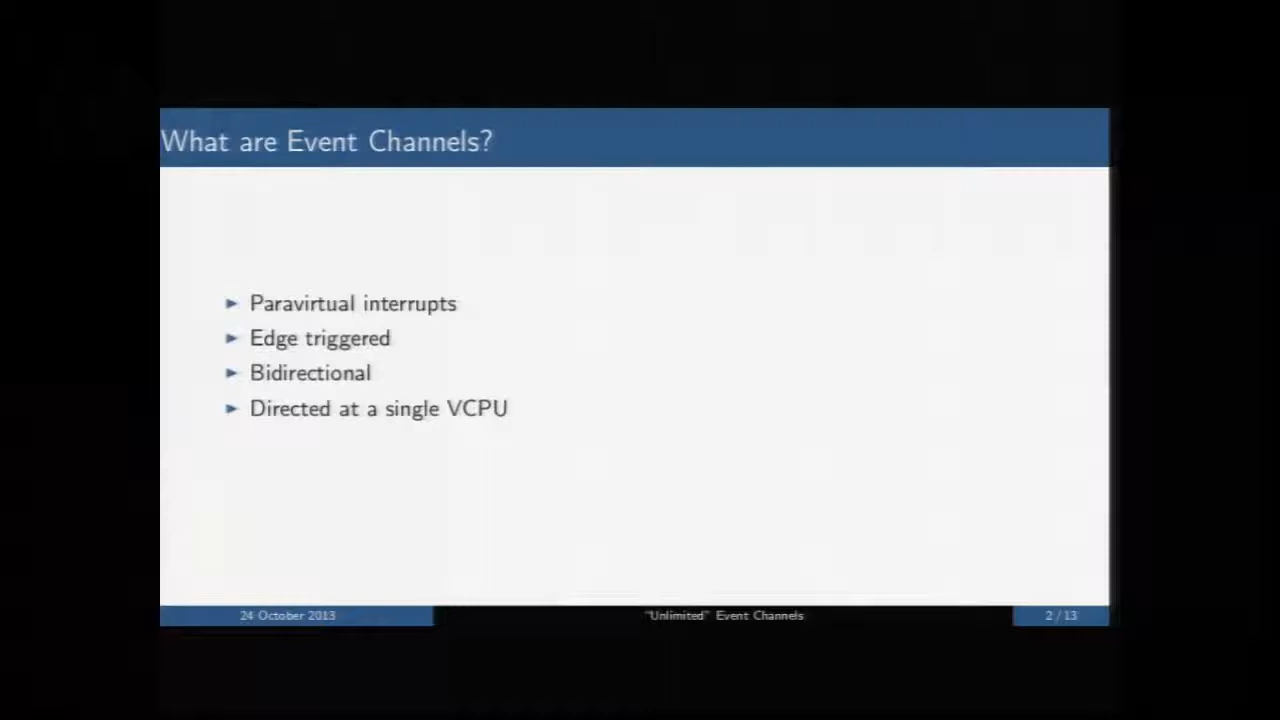 What are Event Channels?
Paravirtual interrupts
Edge triggered
Bidirectional
Directed at a single VCPU
24 October 2013
"Unlimited" Event Channels
2 / 13